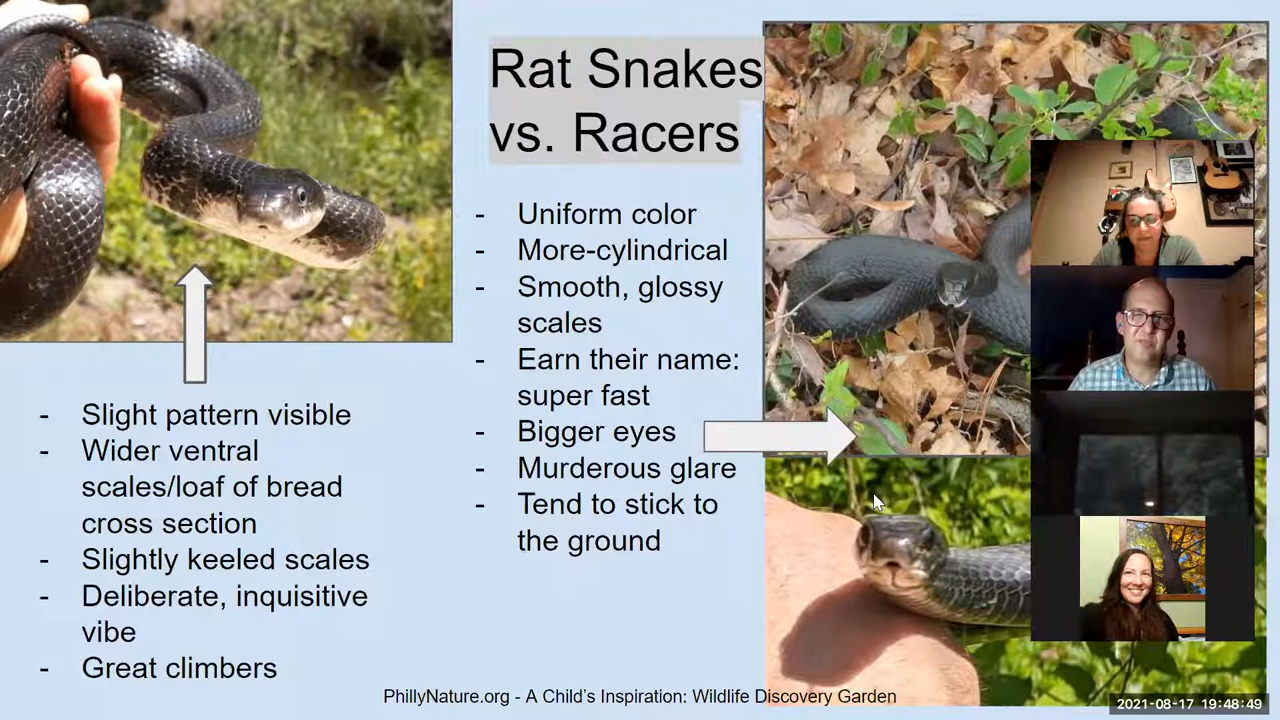 Rat Snakes
vs. Racers
- Uniform color
- More-cylindrical
- Smooth, glossy
scales
- Earn their name:
super fast
- Bigger eyes
- Murderous glare
- Tend to stick to
the ground
- Slight pattern visible
- Wider ventral
scales/loaf of bread
cross section
- Slightly keeled scales
- Deliberate, inquisitive
vibe
- Great climbers
PhillyNature.org - A Child's Inspiration: Wildlife Discovery Garden
2021-08-17 19:48:49